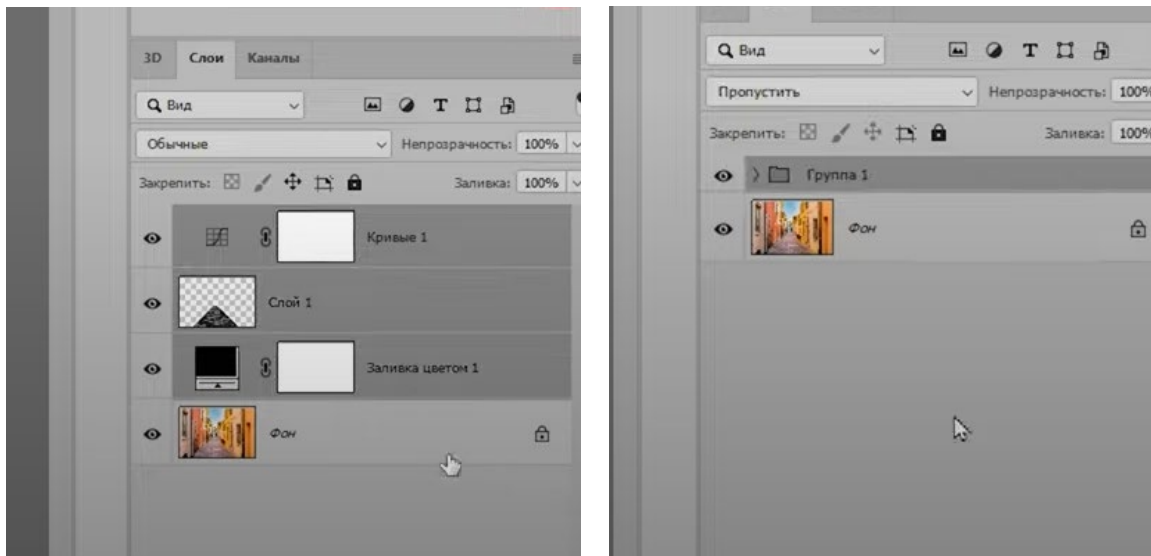 3D Слои Каналы
Вид
Обычные Непрозрачность: 100%
Закрепить: Заливка: 100%
Кривые 1
Слой 1
Заливка цветом 1
Фон
Вид
Пропустить Непрозрачность: 100%
Закрепить: Заливка: 100%
Группа 1
Фон